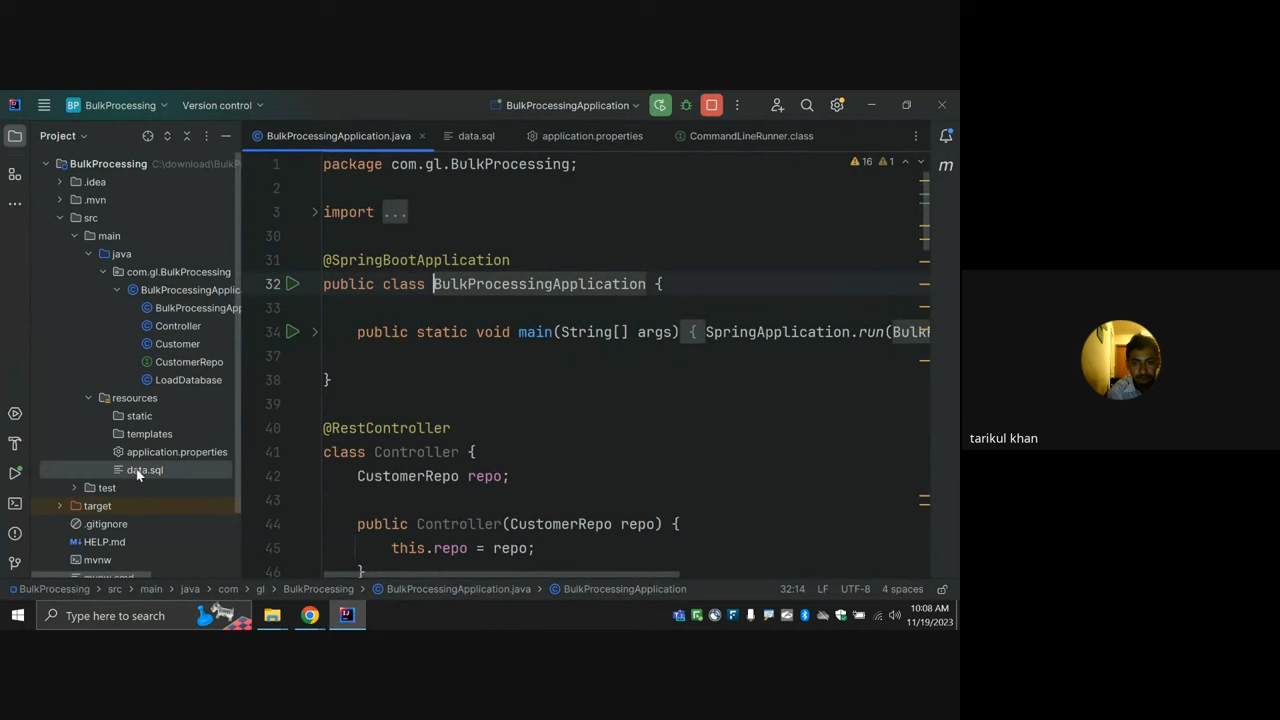 BP BulkProcessing
Version control
BulkProcessingApplication
Project
BulkProcessingApplication.java
data.sql
application.properties
CommandLineRunner.class
BulkProcessing C:\download\Bulk
.idea
.mvn
src
main
java
com.gl.BulkProcessing
BulkProcessingApplic
BulkProcessingApp
Controller
Customer
CustomerRepo
LoadDatabase
resources
static
templates
application.properties
data.sql
test
target
.gitignore
HELP.md
mvnw
1 package com.gl.BulkProcessing;
2
3 import ...
30
31 @SpringBootApplication
32 public class BulkProcessingApplication {
33
34 public static void main(String[] args) { SpringApplication.run(Bulk
37
38 }
39
40 @RestController
41 class Controller {
42 CustomerRepo repo;
43
44 public Controller(CustomerRepo repo) {
45 this.repo = repo;
46 }
16 1
m
BulkProcessing > src > main > java > com > gl > BulkProcessing > BulkProcessingApplication.java > BulkProcessingApplication
32:14 LF UTF-8 4 spaces
Type here to search
10:08 AM
11/19/2023
tarikul khan